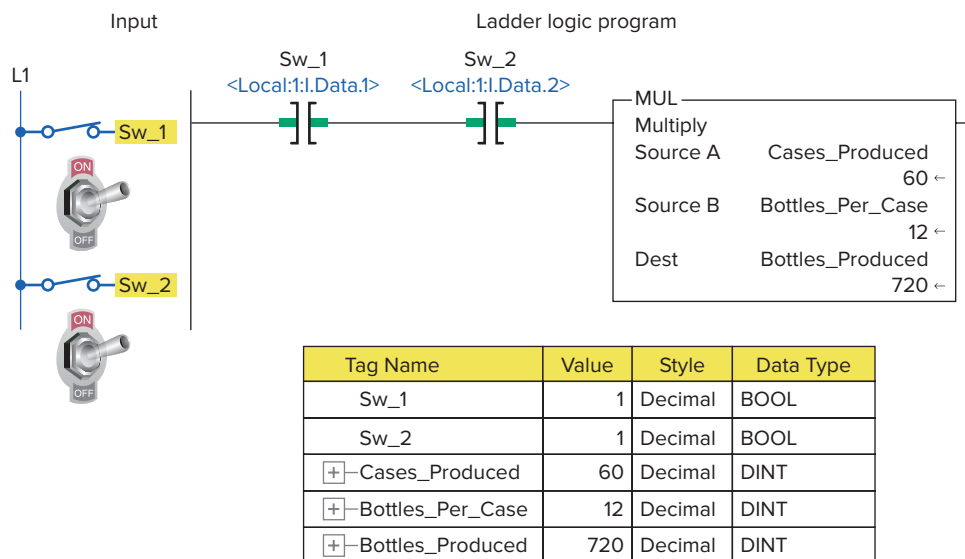 Input
Ladder logic program
L1
Sw_1
<Local:1:I.Data.1>
Sw_2
<Local:1:I.Data.2>
Sw_1
ON
OFF
Sw_2
ON
OFF
MUL
Multiply
Source A Cases_Produced
60 ←
Source B Bottles_Per_Case
12 ←
Dest Bottles_Produced
720 ←
Tag Name Value Style Data Type
Sw_1 1 Decimal BOOL
Sw_2 1 Decimal BOOL
+ Cases_Produced 60 Decimal DINT
+ Bottles_Per_Case 12 Decimal DINT
+ Bottles_Produced 720 Decimal DINT